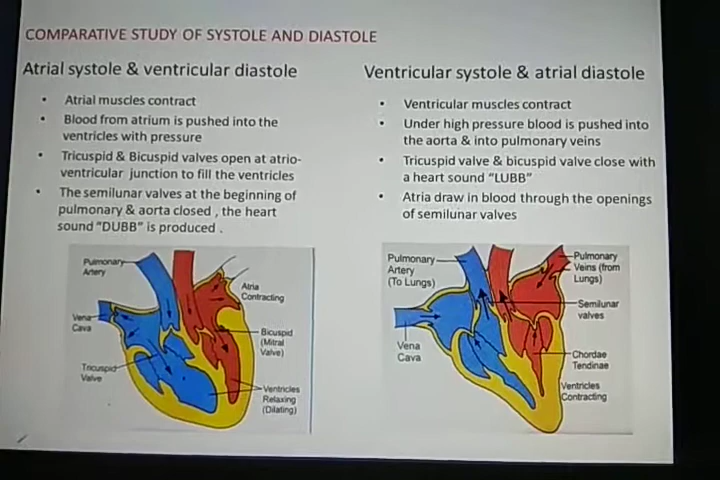 COMPARATIVE STUDY OF SYSTOLE AND DIASTOLE
Atrial systole & ventricular diastole
• Atrial muscles contract
• Blood from atrium is pushed into the
ventricles with pressure
• Tricuspid & Bicuspid valves open at atrio-
ventricular junction to fill the ventricles
• The semilunar valves at the beginning of
pulmonary & aorta closed , the heart
sound "DUBB" is produced .
Pulmonary
Artery
Atria
Contracting
Vena
Cava
Bicuspid
(Mitral
Valve)
Tricuspid
Valve
Ventricles
Relaxing
(Dilating)
Ventricular systole & atrial diastole
• Ventricular muscles contract
• Under high pressure blood is pushed into
the aorta & into pulmonary veins
• Tricuspid valve & bicuspid valve close with
a heart sound "LUBB"
• Atria draw in blood through the openings
of semilunar valves
Pulmonary
Artery
(To Lungs)
Pulmonary
Veins (from
Lungs)
Semilunar
valves
Vena
Cava
Chordae
Tendinae
Ventricles
Contracting